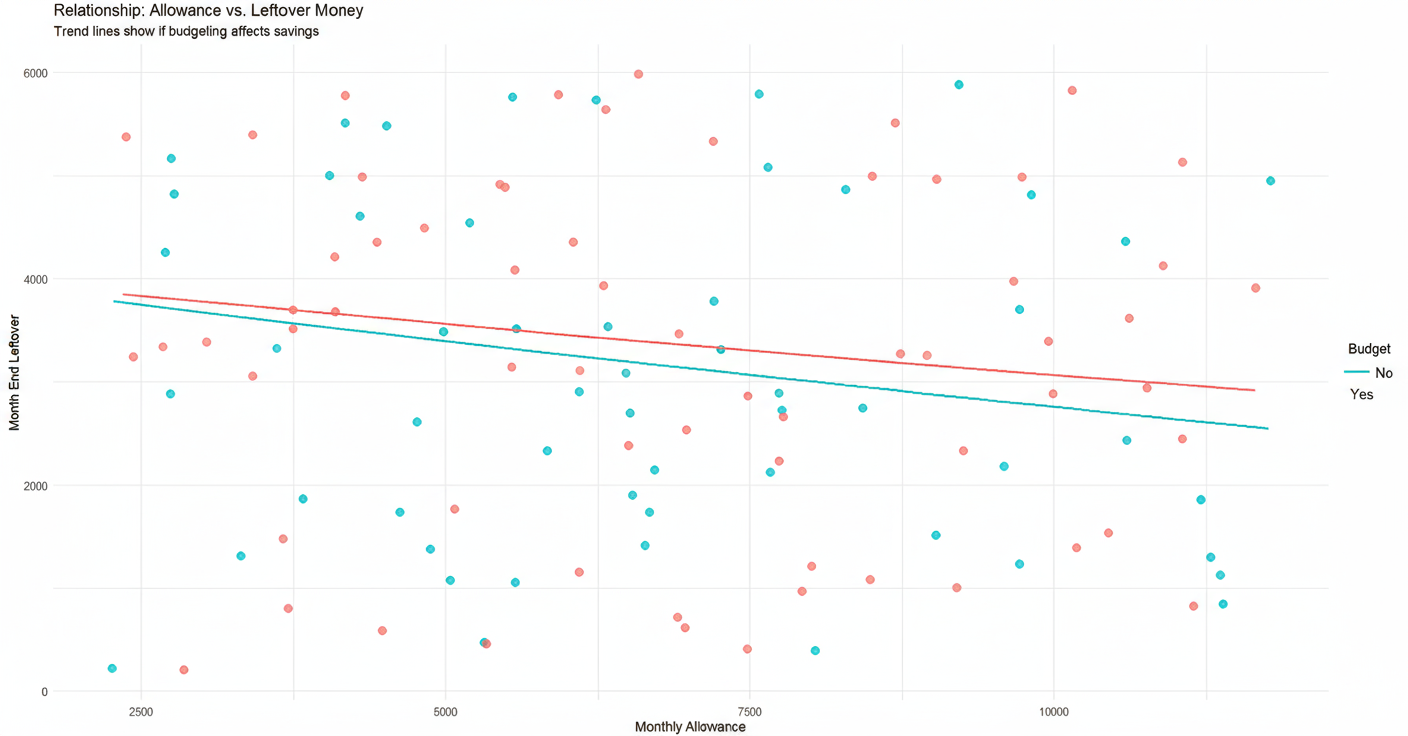 Relationship: Allowance vs. Leftover Money
Trend lines show if budgeling affects savings
6000
4000
2000
0
Month End Leftover
2500 5000 7500 10000
Monthly Allowance
Budget
No
Yes